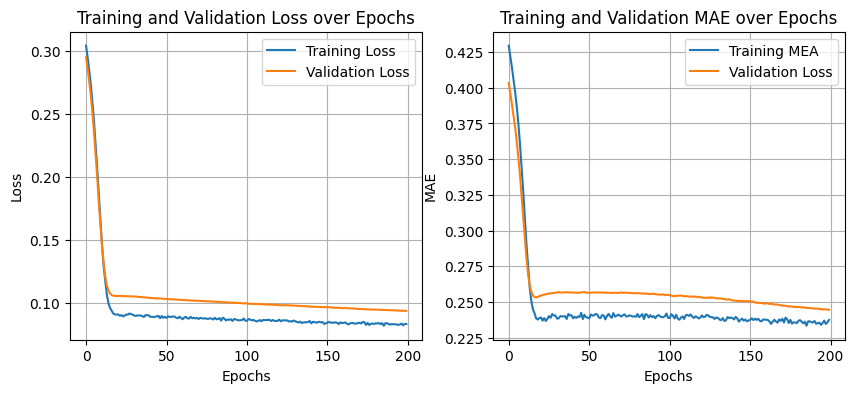 Training and Validation Loss over Epochs
Training Loss
Validation Loss
Loss
0.30
0.25
0.20
0.15
0.10
0
50
100
150
200
Epochs
Training and Validation MAE over Epochs
Training MEA
Validation Loss
MAE
0.425
0.400
0.375
0.350
0.325
0.300
0.275
0.250
0.225
0
50
100
150
200
Epochs